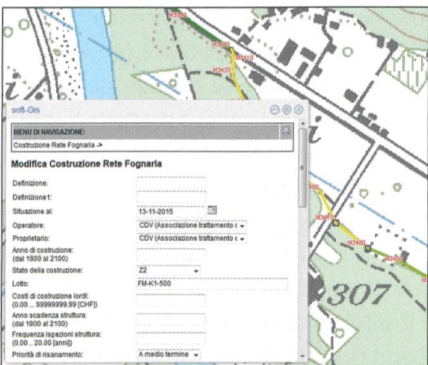 soft-Gis
MENU DI NAVIGAZIONE:
Costruzione Rete Fognaria ->
Modifica Costruzione Rete Fognaria
Definizione:
Definizione1:
Situazione al: 13-11-2015
Operatore: CDV (Associazione trattamento c
Proprietario: CDV (Associazione trattamento c
Anno di costruzione:
(dal 1800 al 2100)
Stato della costruzione: Z2
Lotto: FM-K1-500
Costi di costruzione lordi:
(0.00 ... 99999999.99 [CHF])
Anno scadenza struttura:
(dal 1800 al 2100)
Frequenza ispezioni struttura:
(0.00 .. 20.00 [anni])
Priorità di risanamento: A medio termine
307